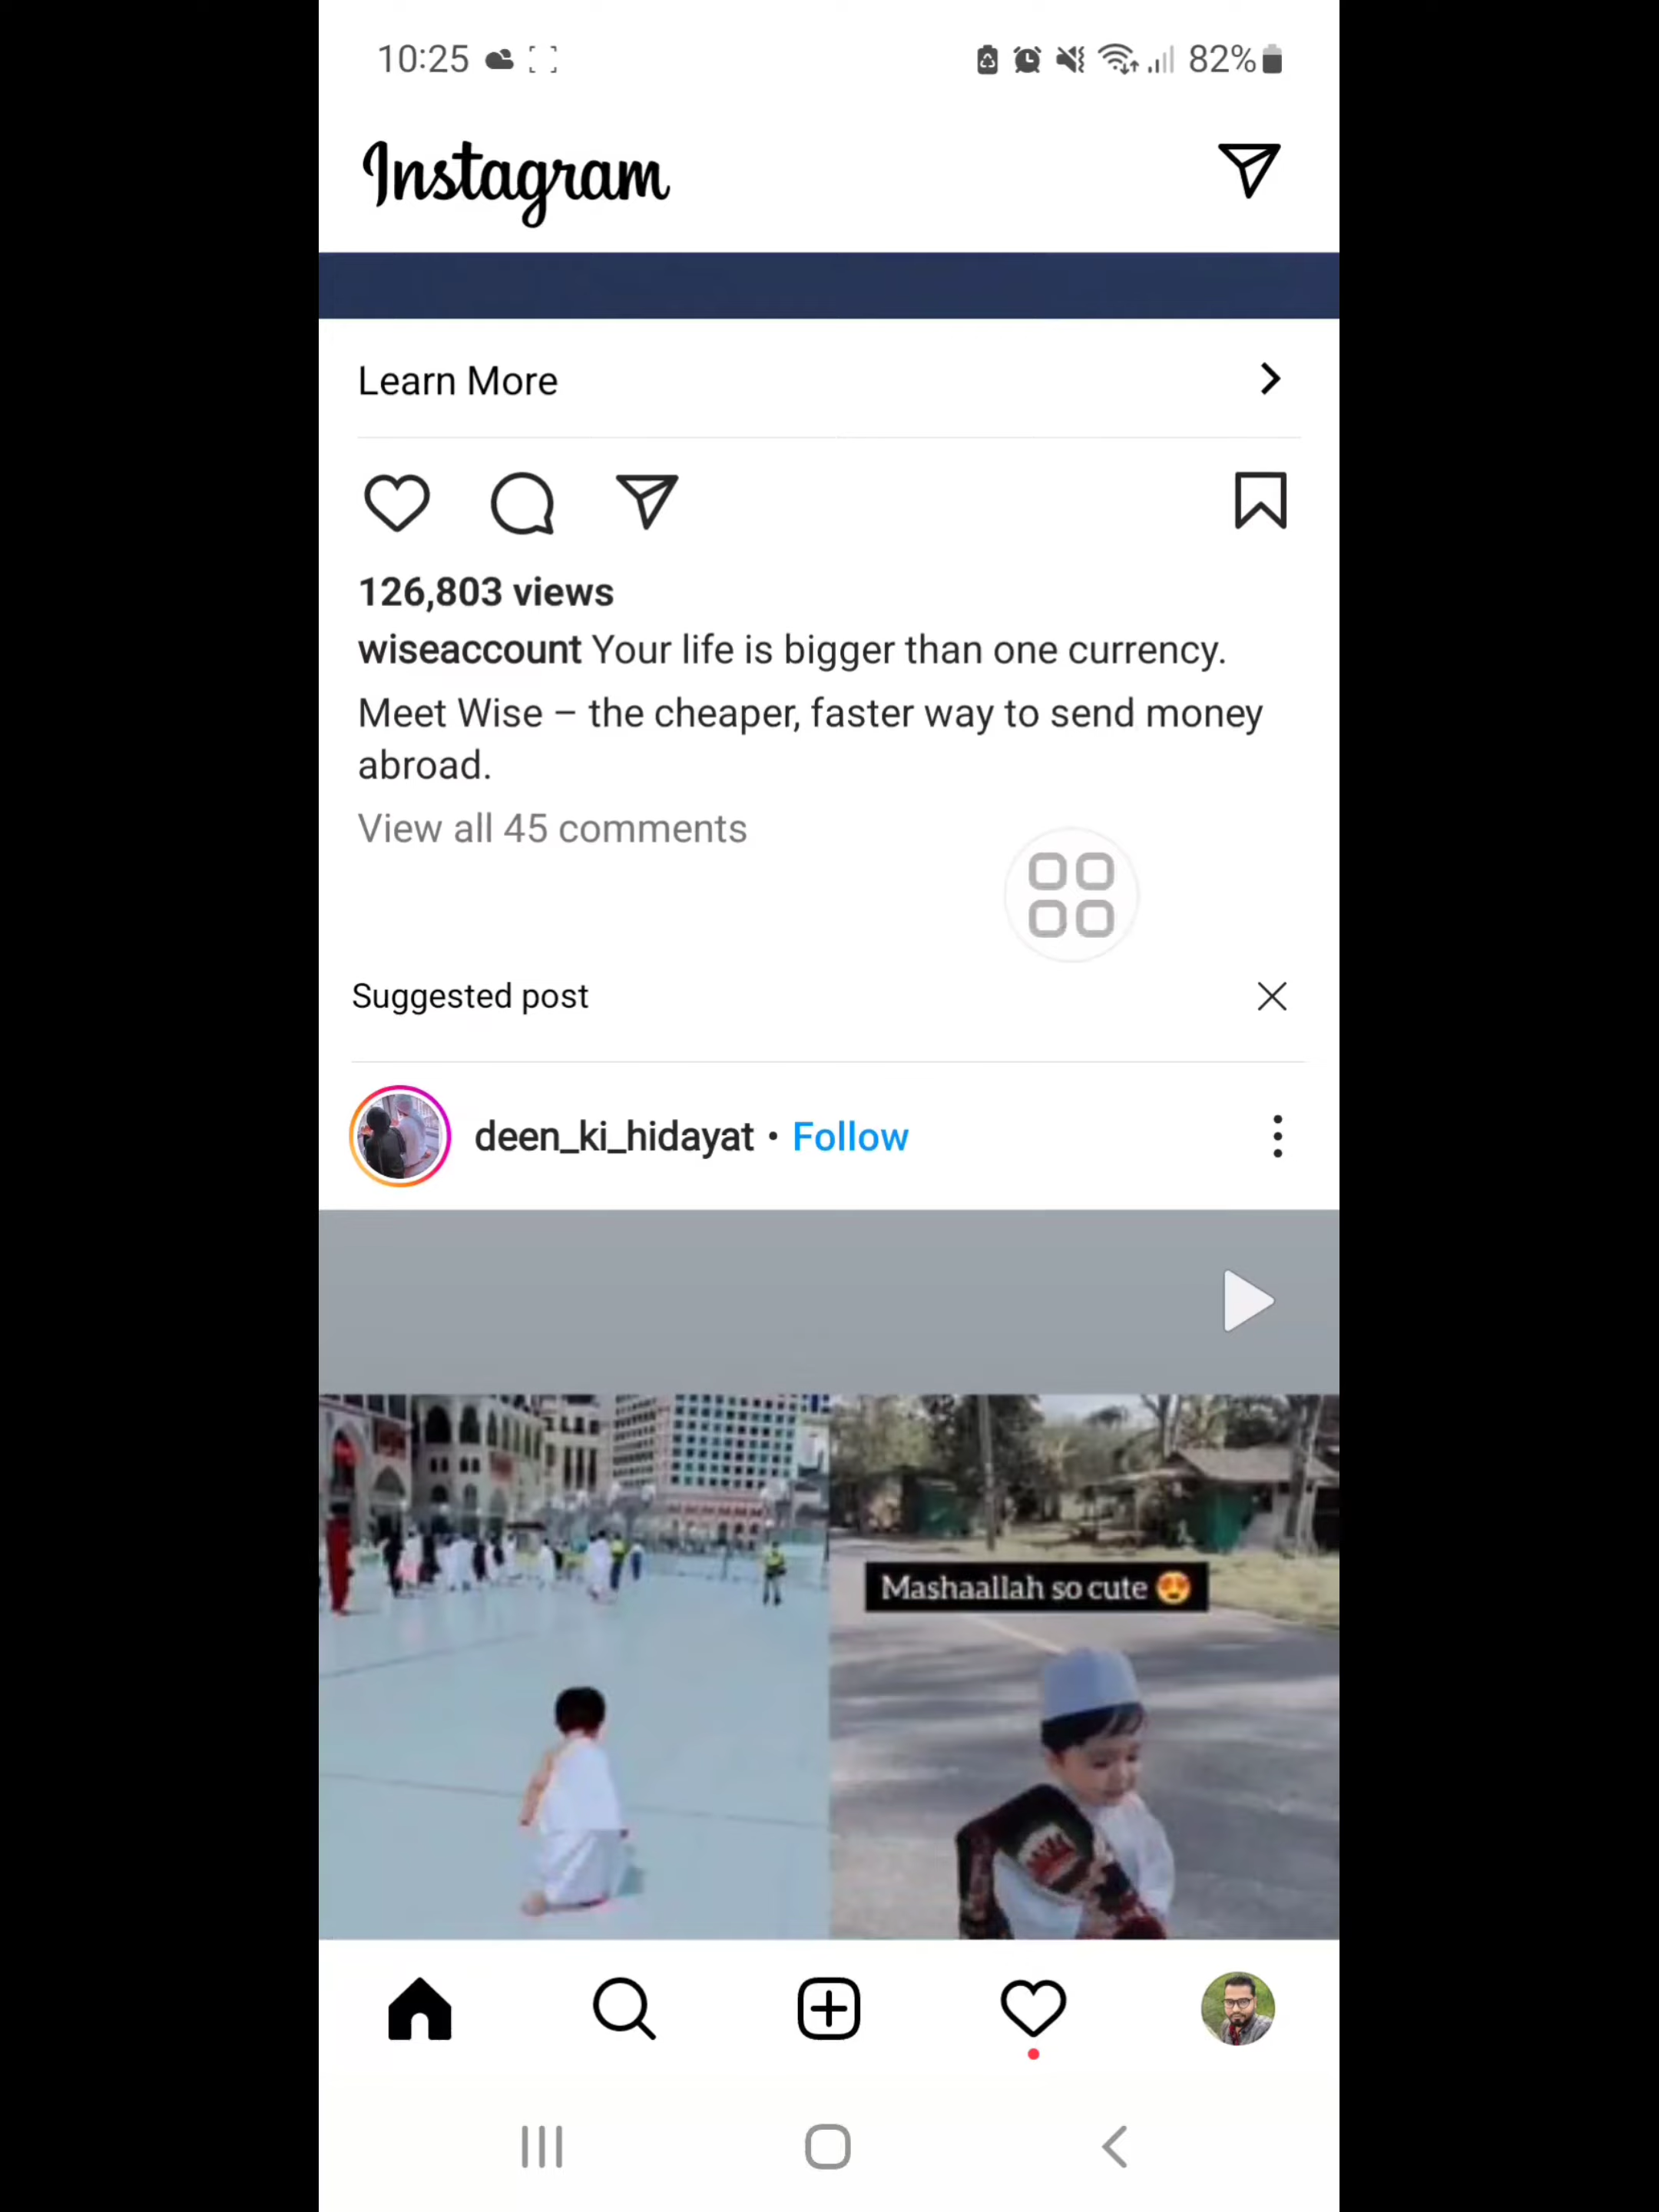 10:25
82%
Instagram
Learn More
126,803 views
wiseaccount Your life is bigger than one currency.
Meet Wise – the cheaper, faster way to send money
abroad.
View all 45 comments
Suggested post
deen_ki_hidayat • Follow
Mashaallah so cute 😍